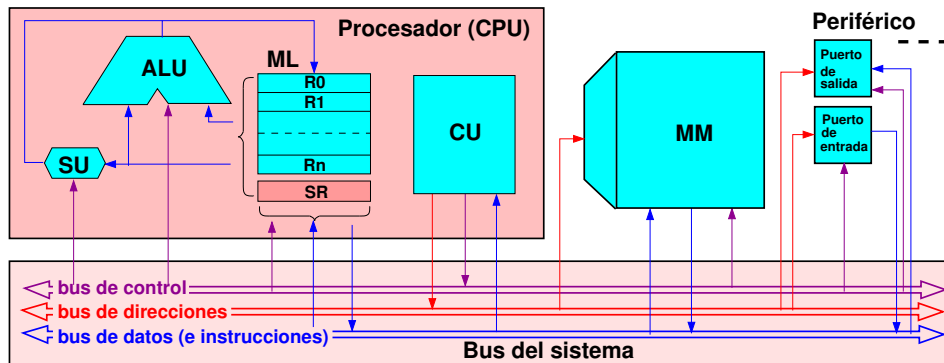 Procesador (CPU)
ALU
ML
R0
R1
Rn
SR
SU
CU
MM
Periférico
Puerto
de
salida
Puerto
de
entrada
bus de control
bus de direcciones
bus de datos (e instrucciones)
Bus del sistema